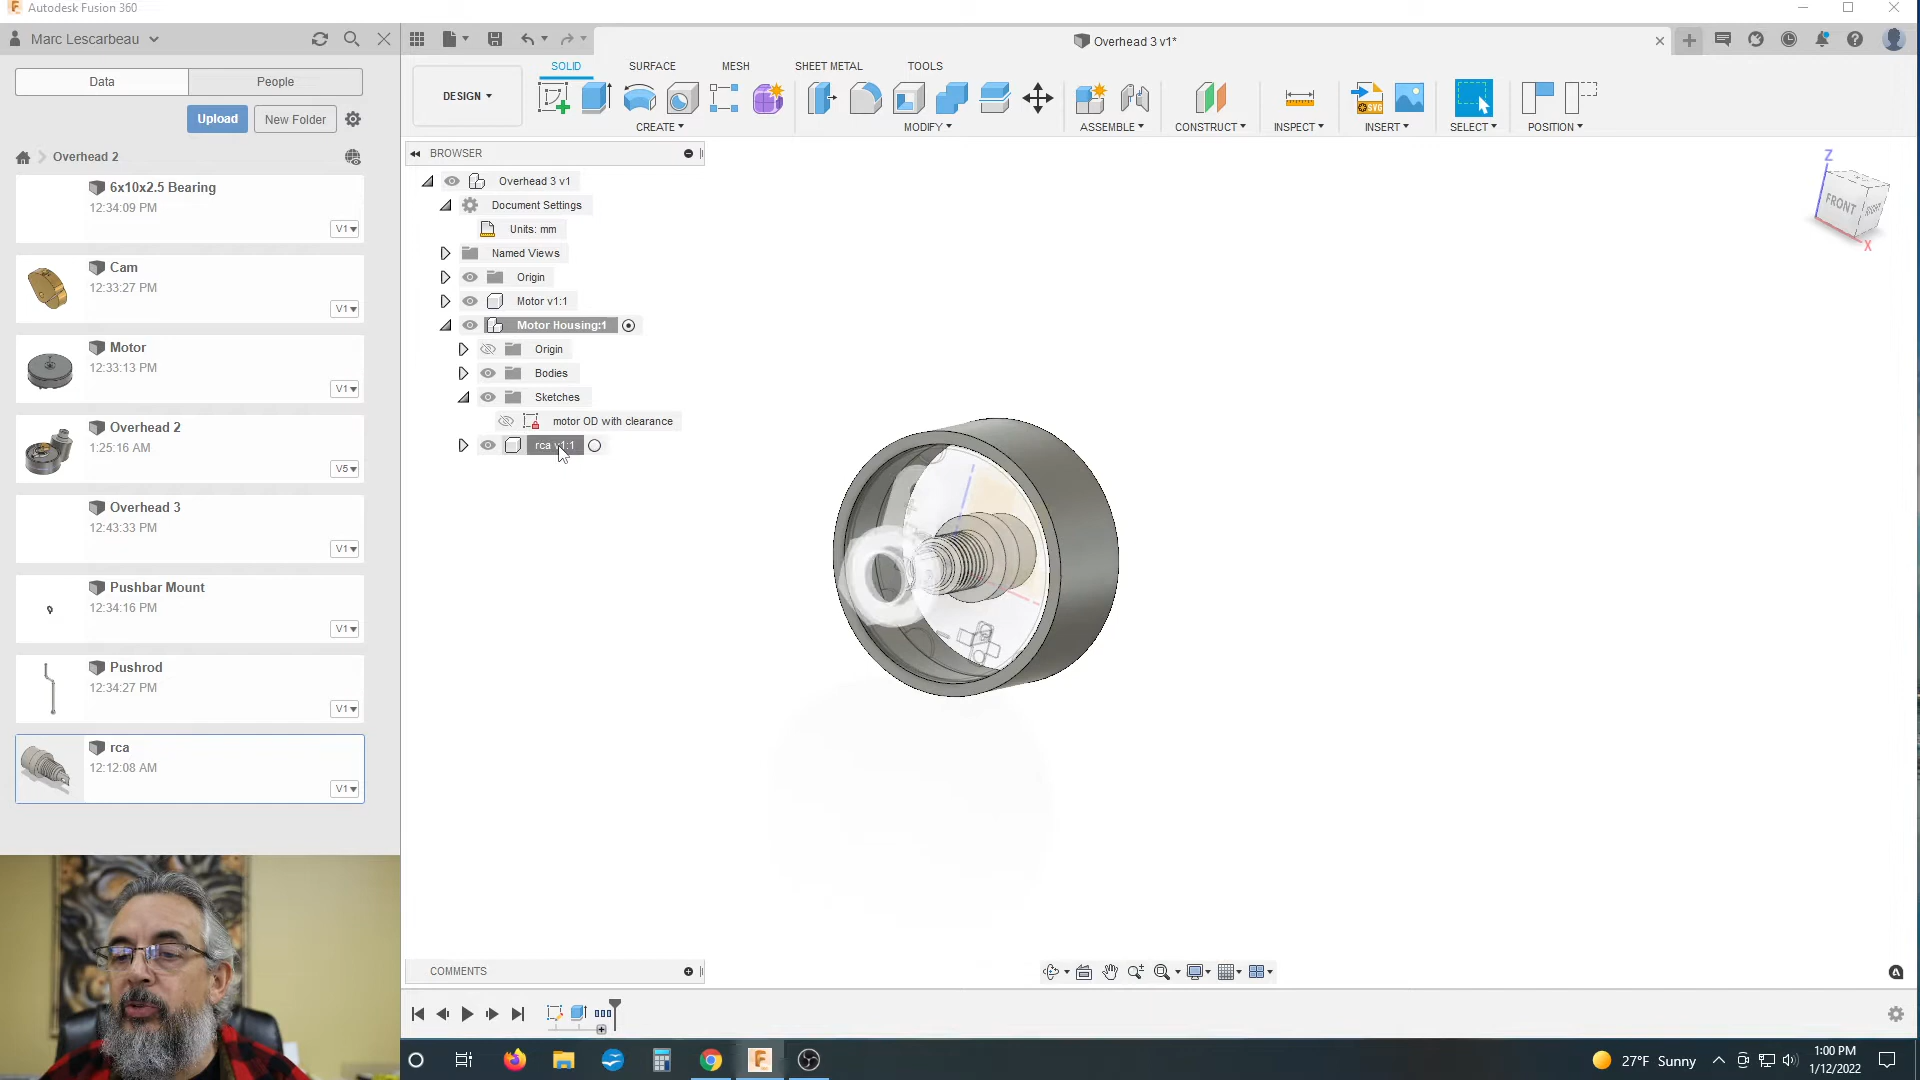 Autodesk Fusion 360
Marc Lescarbeau
Overhead 3 v1*
Data
People
Upload
New Folder
Overhead 2
6x10x2.5 Bearing
12:34:09 PM
V1
Cam
12:33:27 PM
V1
Motor
12:33:13 PM
V1
Overhead 2
1:25:16 AM
V5
Overhead 3
12:43:33 PM
V1
Pushbar Mount
12:34:16 PM
V1
Pushrod
12:34:27 PM
V1
rca
12:12:08 AM
V1
DESIGN
SOLID
SURFACE
MESH
SHEET METAL
TOOLS
CREATE
MODIFY
ASSEMBLE
CONSTRUCT
INSPECT
INSERT
SELECT
POSITION
BROWSER
Overhead 3 v1
Document Settings
Units: mm
Named Views
Origin
Motor v1:1
Motor Housing:1
Origin
Bodies
Sketches
motor OD with clearance
rca v1:1
Z
FRONT
RIGHT
X
COMMENTS
27°F Sunny
1:00 PM
1/12/2022